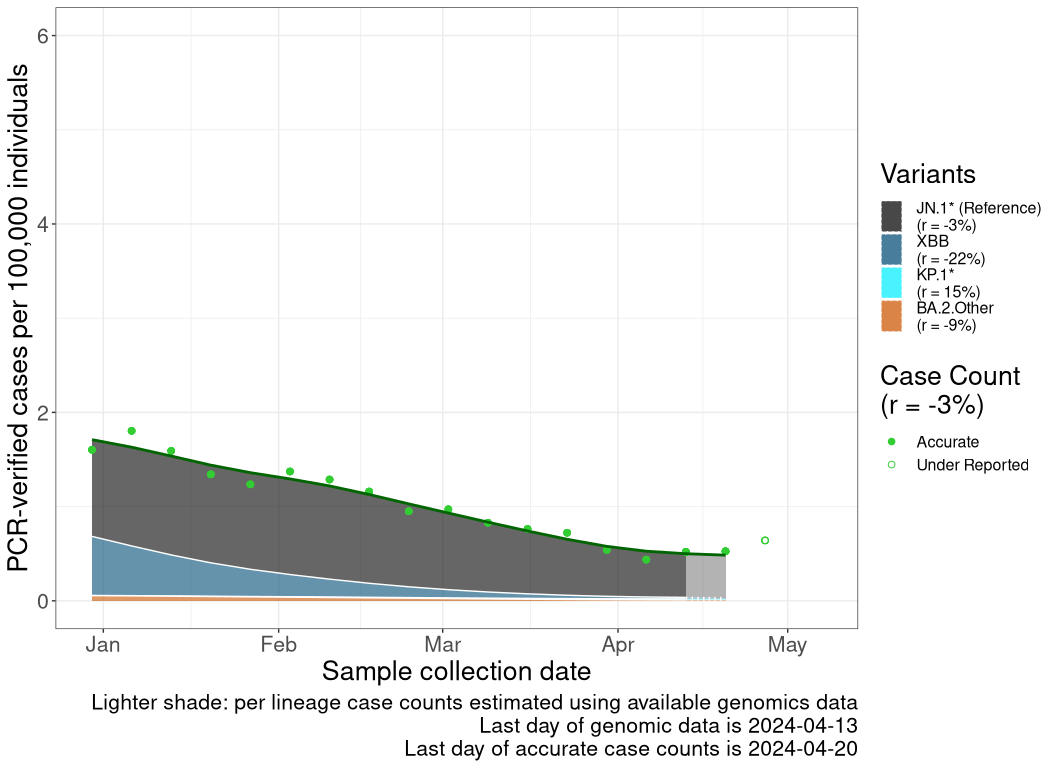 PCR-verified cases per 100,000 individuals
6
4
2
0
Jan
Feb
Mar
Apr
May
Sample collection date
Lighter shade: per lineage case counts estimated using available genomics data
Last day of genomic data is 2024-04-13
Last day of accurate case counts is 2024-04-20
Variants
JN.1* (Reference)
(r = -3%)
XBB
(r = -22%)
KP.1*
(r = 15%)
BA.2.Other
(r = -9%)
Case Count
(r = -3%)
Accurate
Under Reported